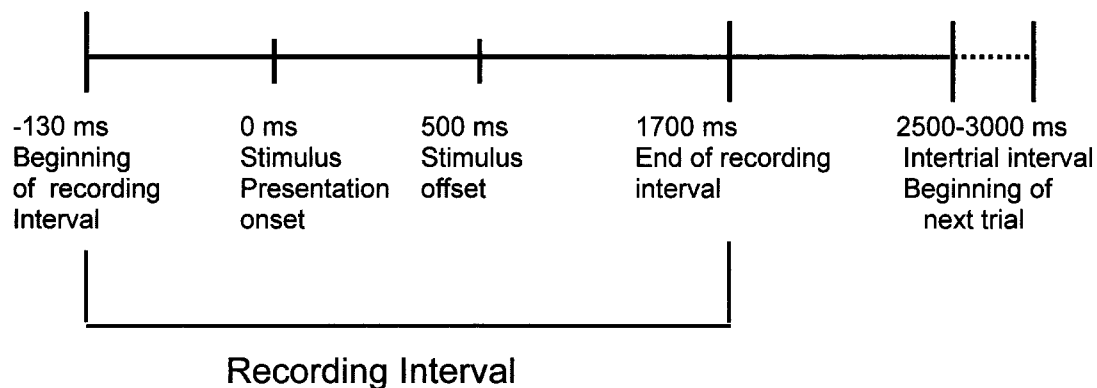 -130 ms
Beginning
of recording
Interval
0 ms
Stimulus
Presentation
onset
500 ms
Stimulus
offset
1700 ms
End of recording
interval
2500-3000 ms
Intertrial interval
Beginning of
next trial
Recording Interval